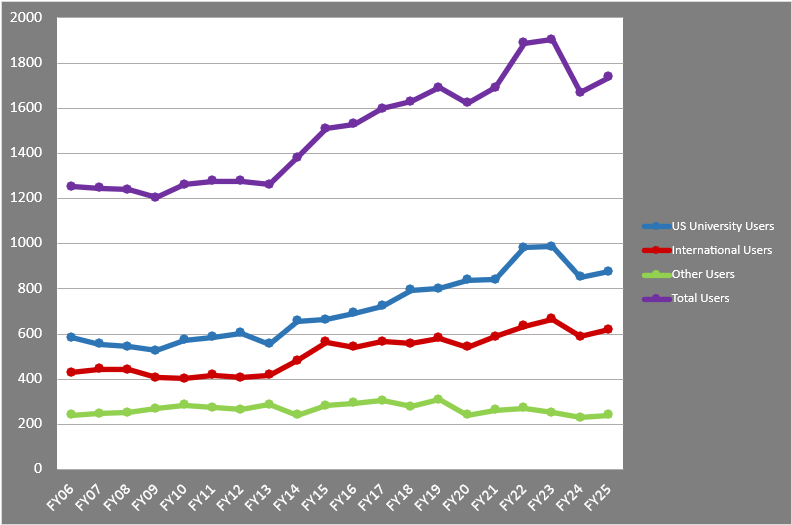 2000
1800
1600
1400
1200
1000
800
600
400
200
0
FY06
FY07
FY08
FY09
FY10
FY11
FY12
FY13
FY14
FY15
FY16
FY17
FY18
FY19
FY20
FY21
FY22
FY23
FY24
FY25
US University Users
International Users
Other Users
Total Users